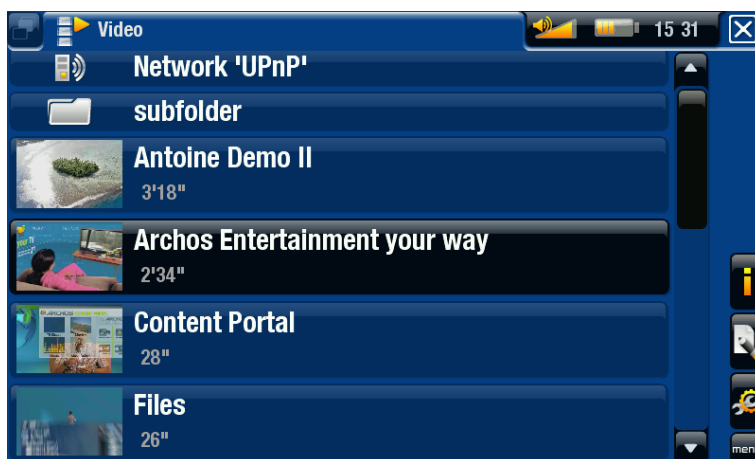 Video
15 31
Network 'UPnP'
subfolder
Antoine Demo II
3'18"
Archos Entertainment your way
2'34"
Content Portal
28"
Files
26"
i
men